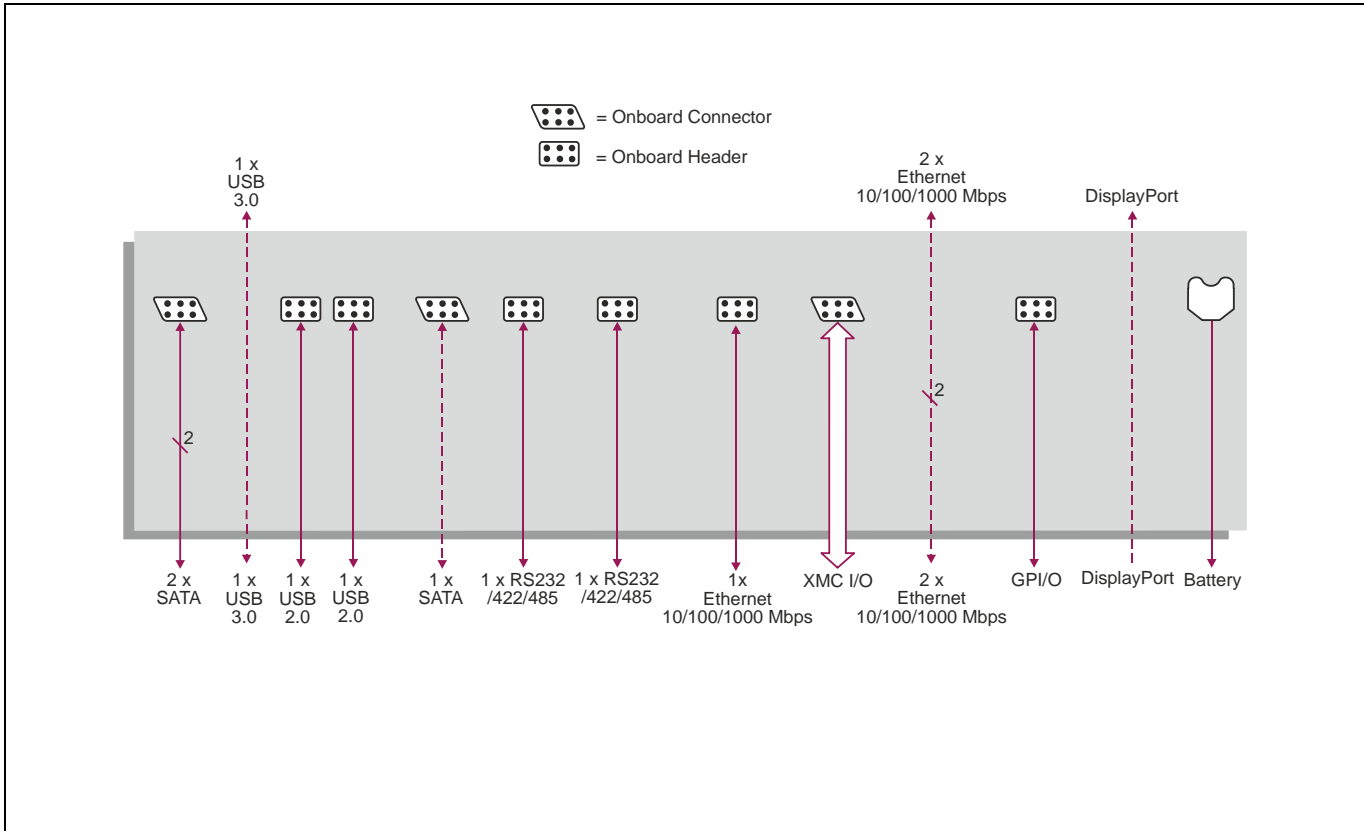 = Onboard Connector
= Onboard Header
1 x
USB
3.0
2 x
Ethernet
10/100/1000 Mbps
DisplayPort
2
2
2 x
SATA
1 x
USB
3.0
1 x
USB
2.0
1 x
USB
2.0
1 x
SATA
1 x RS232
/422/485
1 x RS232
/422/485
1x
Ethernet
10/100/1000 Mbps
XMC I/O
2 x
Ethernet
10/100/1000 Mbps
GPI/O
DisplayPort
Battery